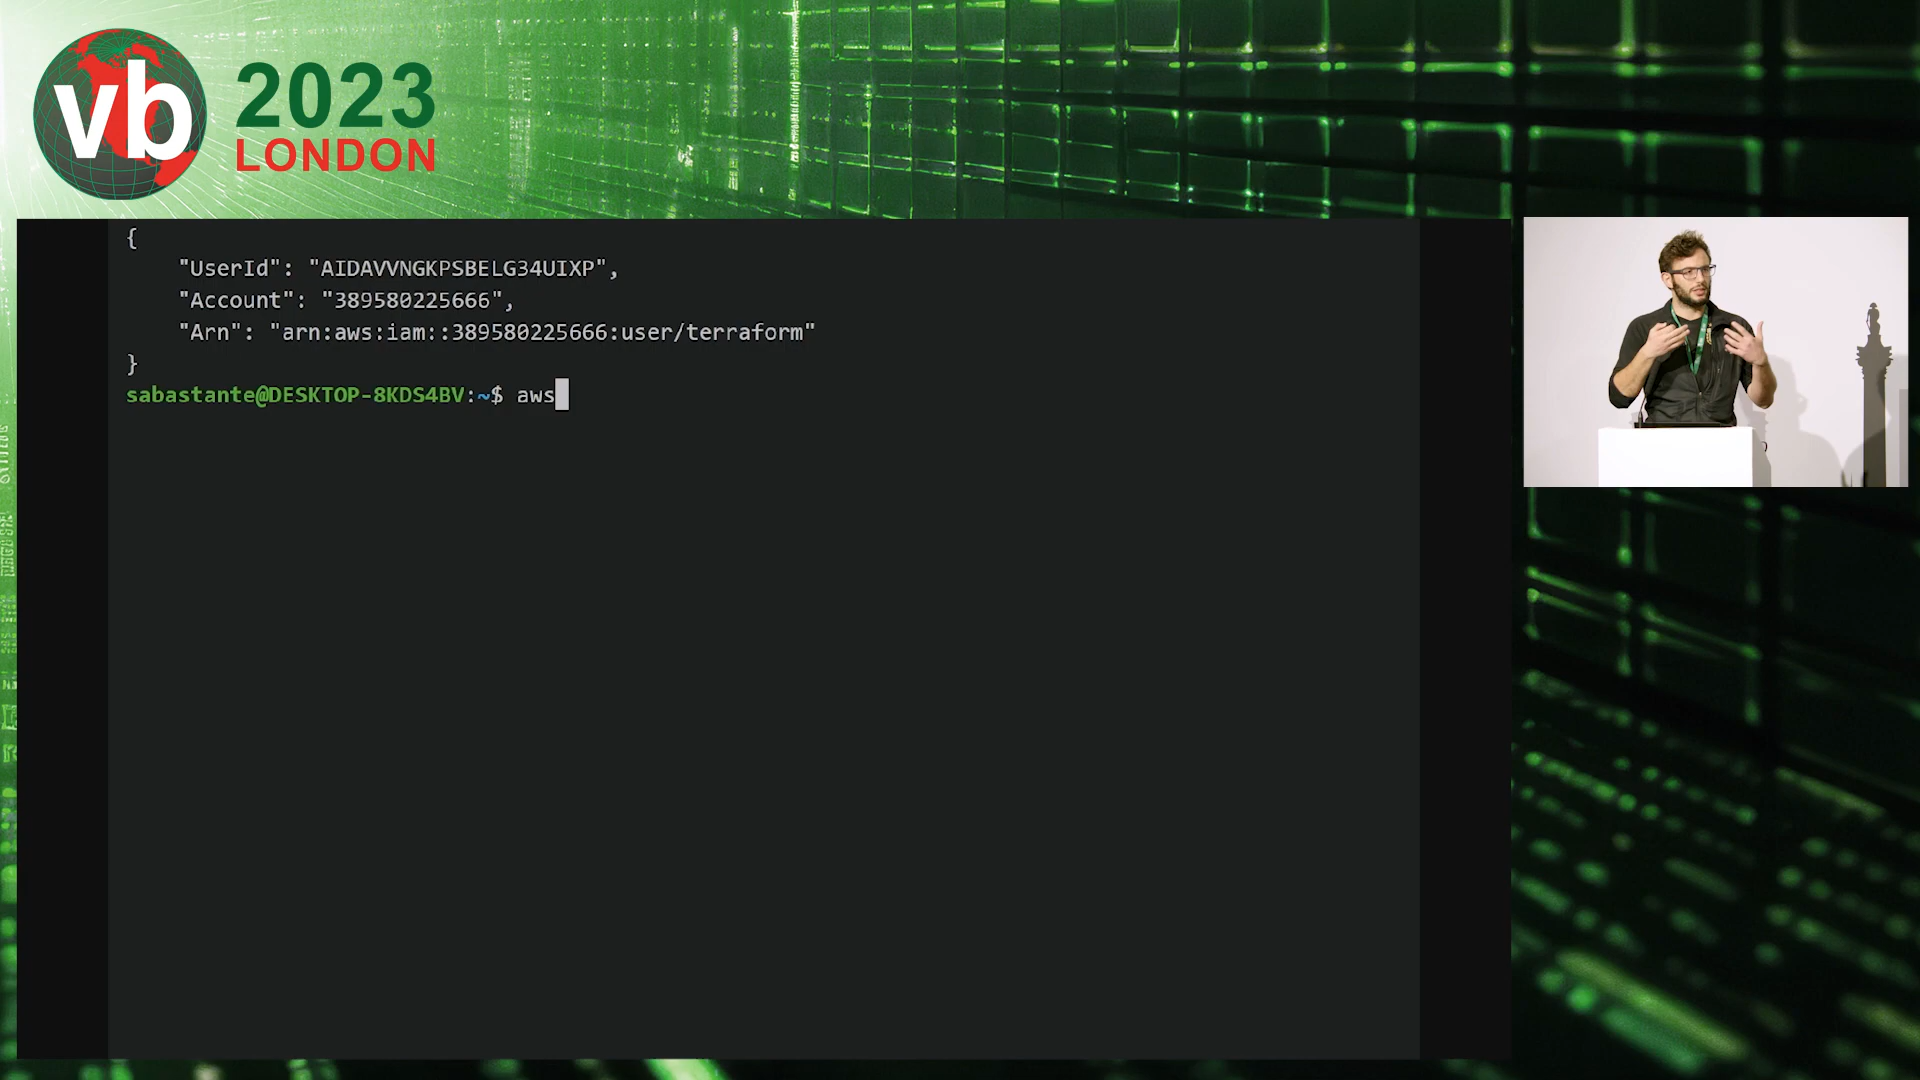 vb
2023
LONDON
{
    "UserId": "AIDAVVNGKPSBELG34UIXP",
    "Account": "389580225666",
    "Arn": "arn:aws:iam::389580225666:user/terraform"
}
sabastante@DESKTOP-8KDS4BV:~$ aws